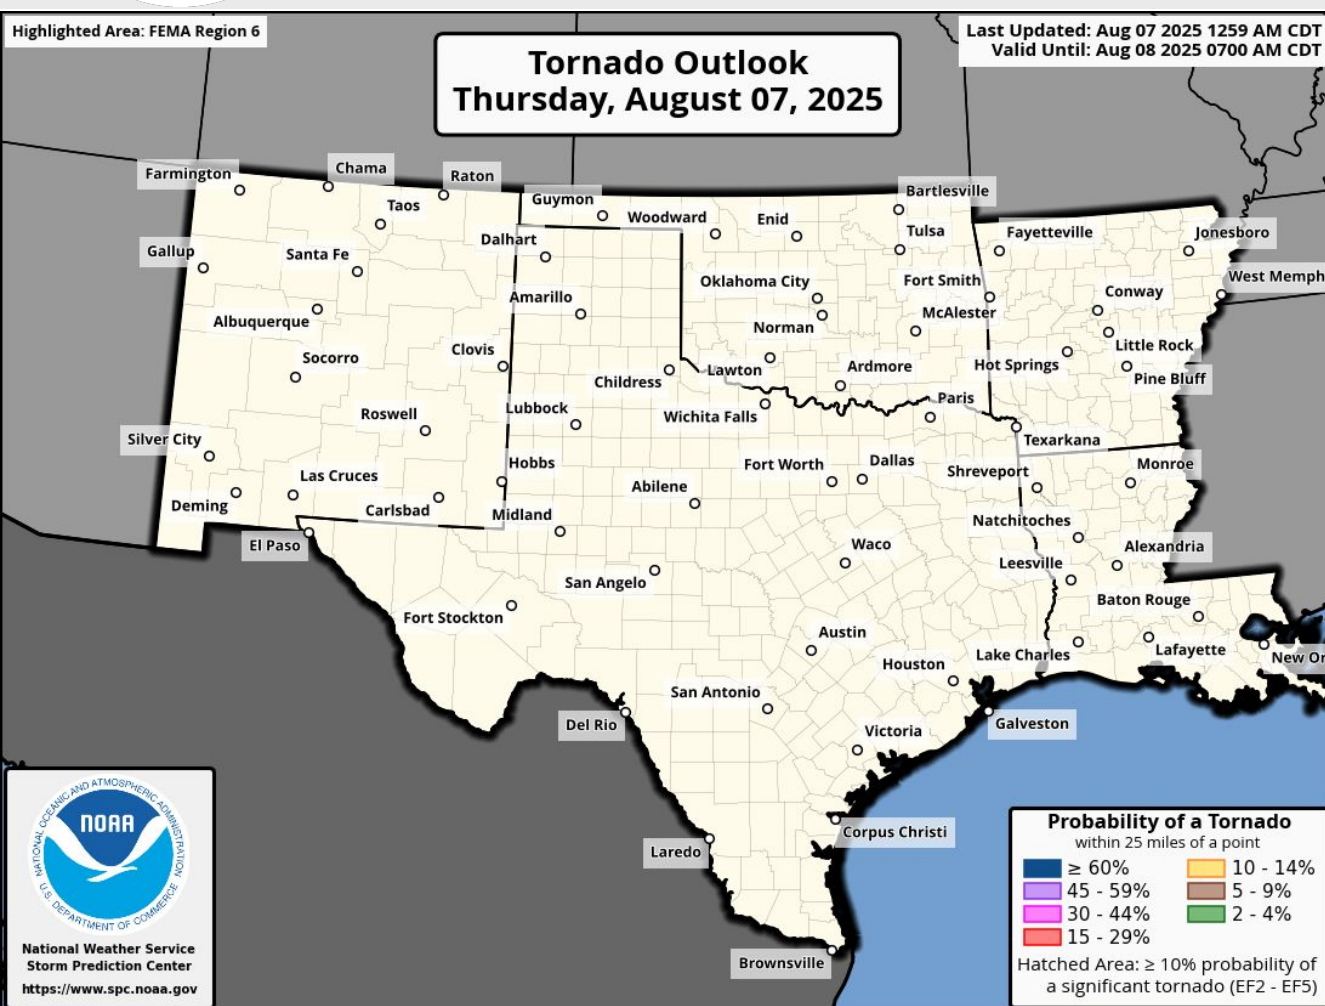 Highlighted Area: FEMA Region 6
Last Updated: Aug 07 2025 1259 AM CDT
Valid Until: Aug 08 2025 0700 AM CDT
Tornado Outlook
Thursday, August 07, 2025
Farmington
Chama
Raton
Taos
Guymon
Woodward
Enid
Bartlesville
Tulsa
Fayetteville
Jonesboro
Gallup
Santa Fe
Dalhart
Oklahoma City
Fort Smith
West Memph
Conway
Amarillo
Albuquerque
Norman
McAlester
Little Rock
Socorro
Clovis
Childress
Lawton
Ardmore
Hot Springs
Pine Bluff
Roswell
Lubbock
Wichita Falls
Paris
Silver City
Texarkana
Las Cruces
Hobbs
Fort Worth
Dallas
Shreveport
Monroe
Deming
Carlsbad
Midland
Abilene
Natchitoches
El Paso
Waco
Alexandria
San Angelo
Leesville
Fort Stockton
Baton Rouge
Austin
Lake Charles
Lafayette
New Or
Houston
San Antonio
Del Rio
Galveston
Victoria
Corpus Christi
Laredo
Brownsville
NATIONAL OCEANIC AND ATMOSPHERIC ADMINISTRATION
NOAA
U.S. DEPARTMENT OF COMMERCE
National Weather Service
Storm Prediction Center
https://www.spc.noaa.gov
Probability of a Tornado
within 25 miles of a point
≥ 60%
10 - 14%
45 - 59%
5 - 9%
30 - 44%
2 - 4%
15 - 29%
Hatched Area: ≥ 10% probability of
a significant tornado (EF2 - EF5)